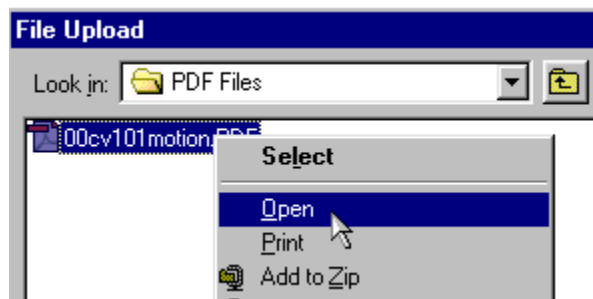 File Upload
Look in: PDF Files
00cv101motion.PDF
Select
Open
Print
Add to Zip